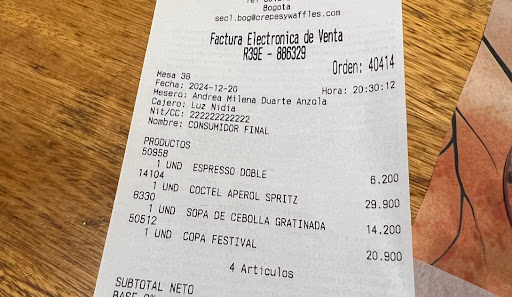 Bogota
secl.bog@crepesywaffles.com
Factura Electronica de Venta
R39E - 886329
Orden: 40414
Mesa 36
Fecha: 2024-12-20 Hora: 20:30:12
Mesero: Andrea Milena Duarte Anzola
Cajero: Luz Nidia
Nit/CC: 222222222222
Nombre: CONSUMIDOR FINAL
PRODUCTOS
50958
1 UND ESPRESSO DOBLE 6.200
14104
1 UND COCTEL APEROL SPRITZ 29.900
8330
1 UND SOPA DE CEBOLLA GRATINADA 14.200
50512
1 UND COPA FESTIVAL 20.900
4 Articulos
SUBTOTAL NETO